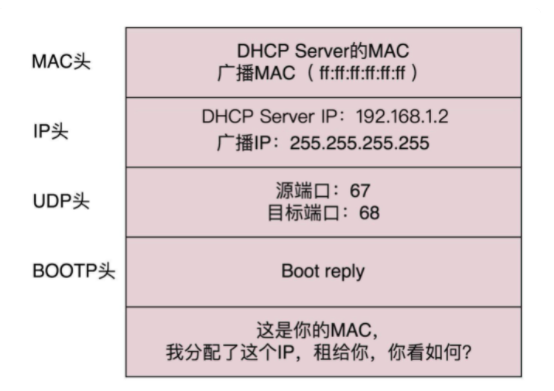 MAC头
DHCP Server的MAC
广播MAC（ff:ff:ff:ff:ff:ff）
IP头
DHCP Server IP：192.168.1.2
广播IP：255.255.255.255
UDP头
源端口：67
目标端口：68
BOOTP头
Boot reply
这是你的MAC，
我分配了这个IP，租给你，你看如何？